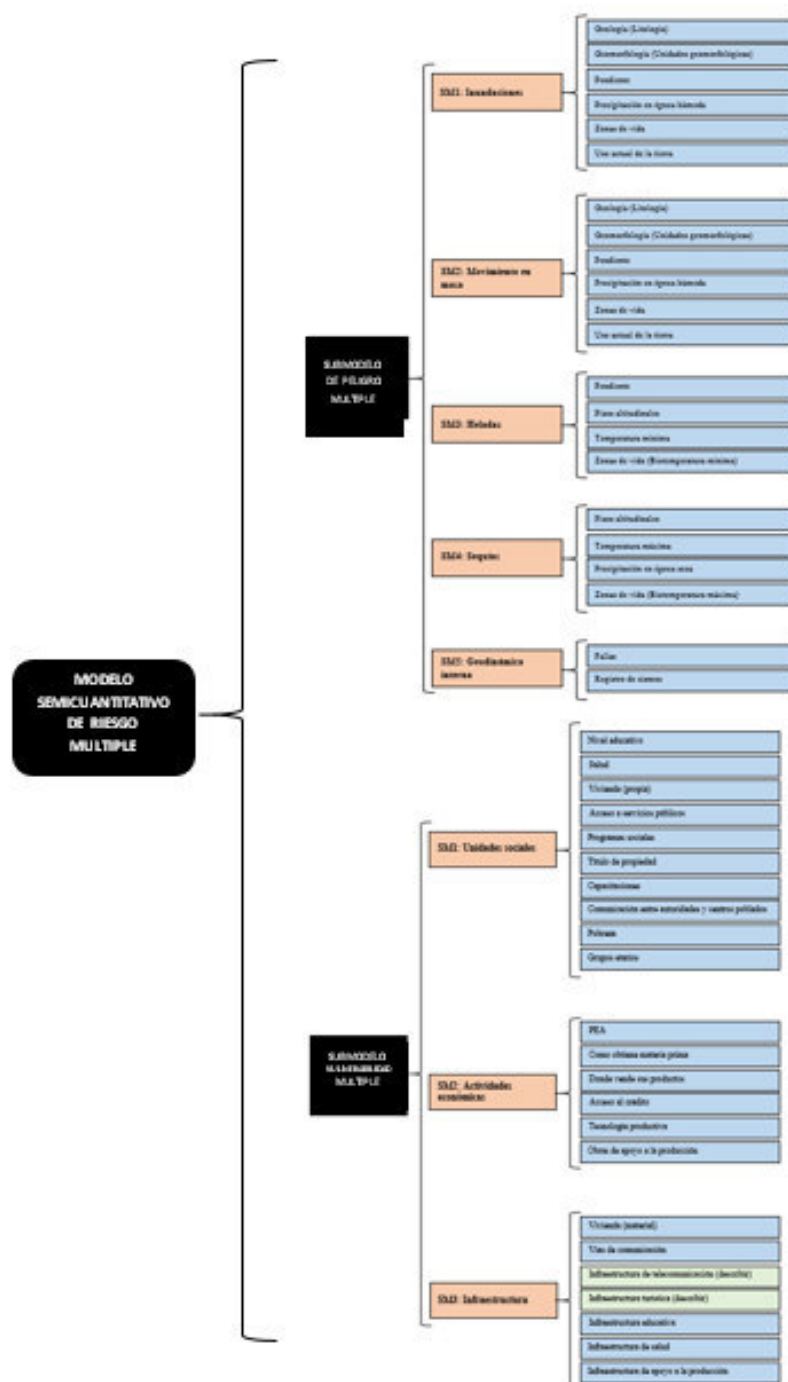 MODELO
SEMICUANTITATIVO
DE RIESGO
MULTIPLE
SUBMODELO
DE PELIGRO
MULTIPLE
SM1: Inundaciones
Geología (Litología)
Geomorfología (Unidades geomorfológicas)
Pendiente
Precipitación en época húmeda
Zonas de vida
Uso actual de la tierra
SM2: Movimiento en
masa
Geología (Litología)
Geomorfología (Unidades geomorfológicas)
Pendiente
Precipitación en época húmeda
Zonas de vida
Uso actual de la tierra
SM3: Heladas
Pendiente
Pisos altitudinales
Temperatura mínima
Zonas de vida (Biotemperatura mínima)
SM4: Sequías
Pisos altitudinales
Temperatura máxima
Precipitación en época seca
Zonas de vida (Biotemperatura máxima)
SM5: Geodinámica
interna
Fallas
Registro de sismos
SUBMODELO
VULNERABILIDAD
MULTIPLE
SM1: Unidades sociales
Nivel educativo
Salud
Vivienda (propia)
Acceso a servicios públicos
Programas sociales
Título de propiedad
Capacitaciones
Comunicación entre autoridades y centros poblados
Pobreza
Grupos etarios
SM2: Actividades
económicas
PEA
Como obtiene materia prima
Donde vende sus productos
Acceso al crédito
Tecnología productiva
Obras de apoyo a la producción
SM3: Infraestructura
Vivienda (material)
Vías de comunicación
Infraestructura de telecomunicación (describir)
Infraestructura turística (describir)
Infraestructura educativa
Infraestructura de salud
Infraestructura de apoyo a la producción